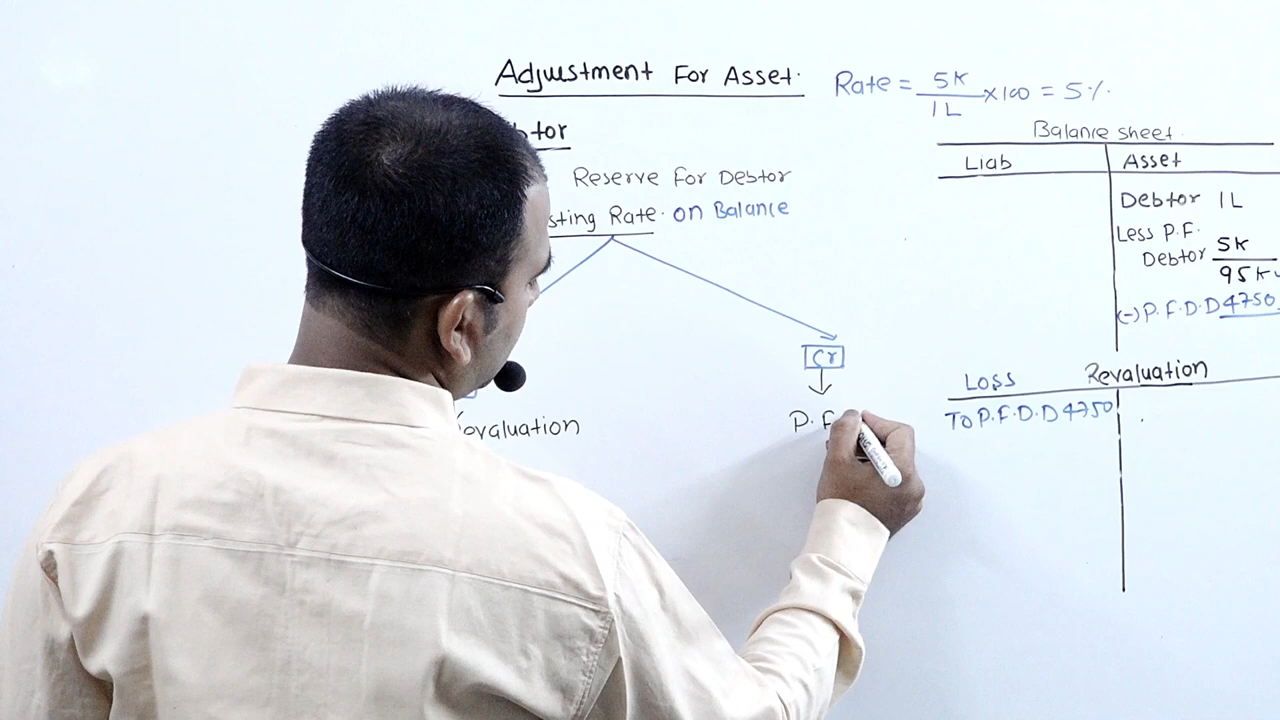 Adjustment For Asset.
Rate = 5K / 1L ×100 = 5%.
Reserve For Debtor
Rate. on Balance
Cr
P.F
Balance sheet.
Liab Asset
Debtor 1L
Less P.F.
Debtor 5K
95K
(-) P.F.D.D 4750
Loss Revaluation
To P.F.D.D 4750